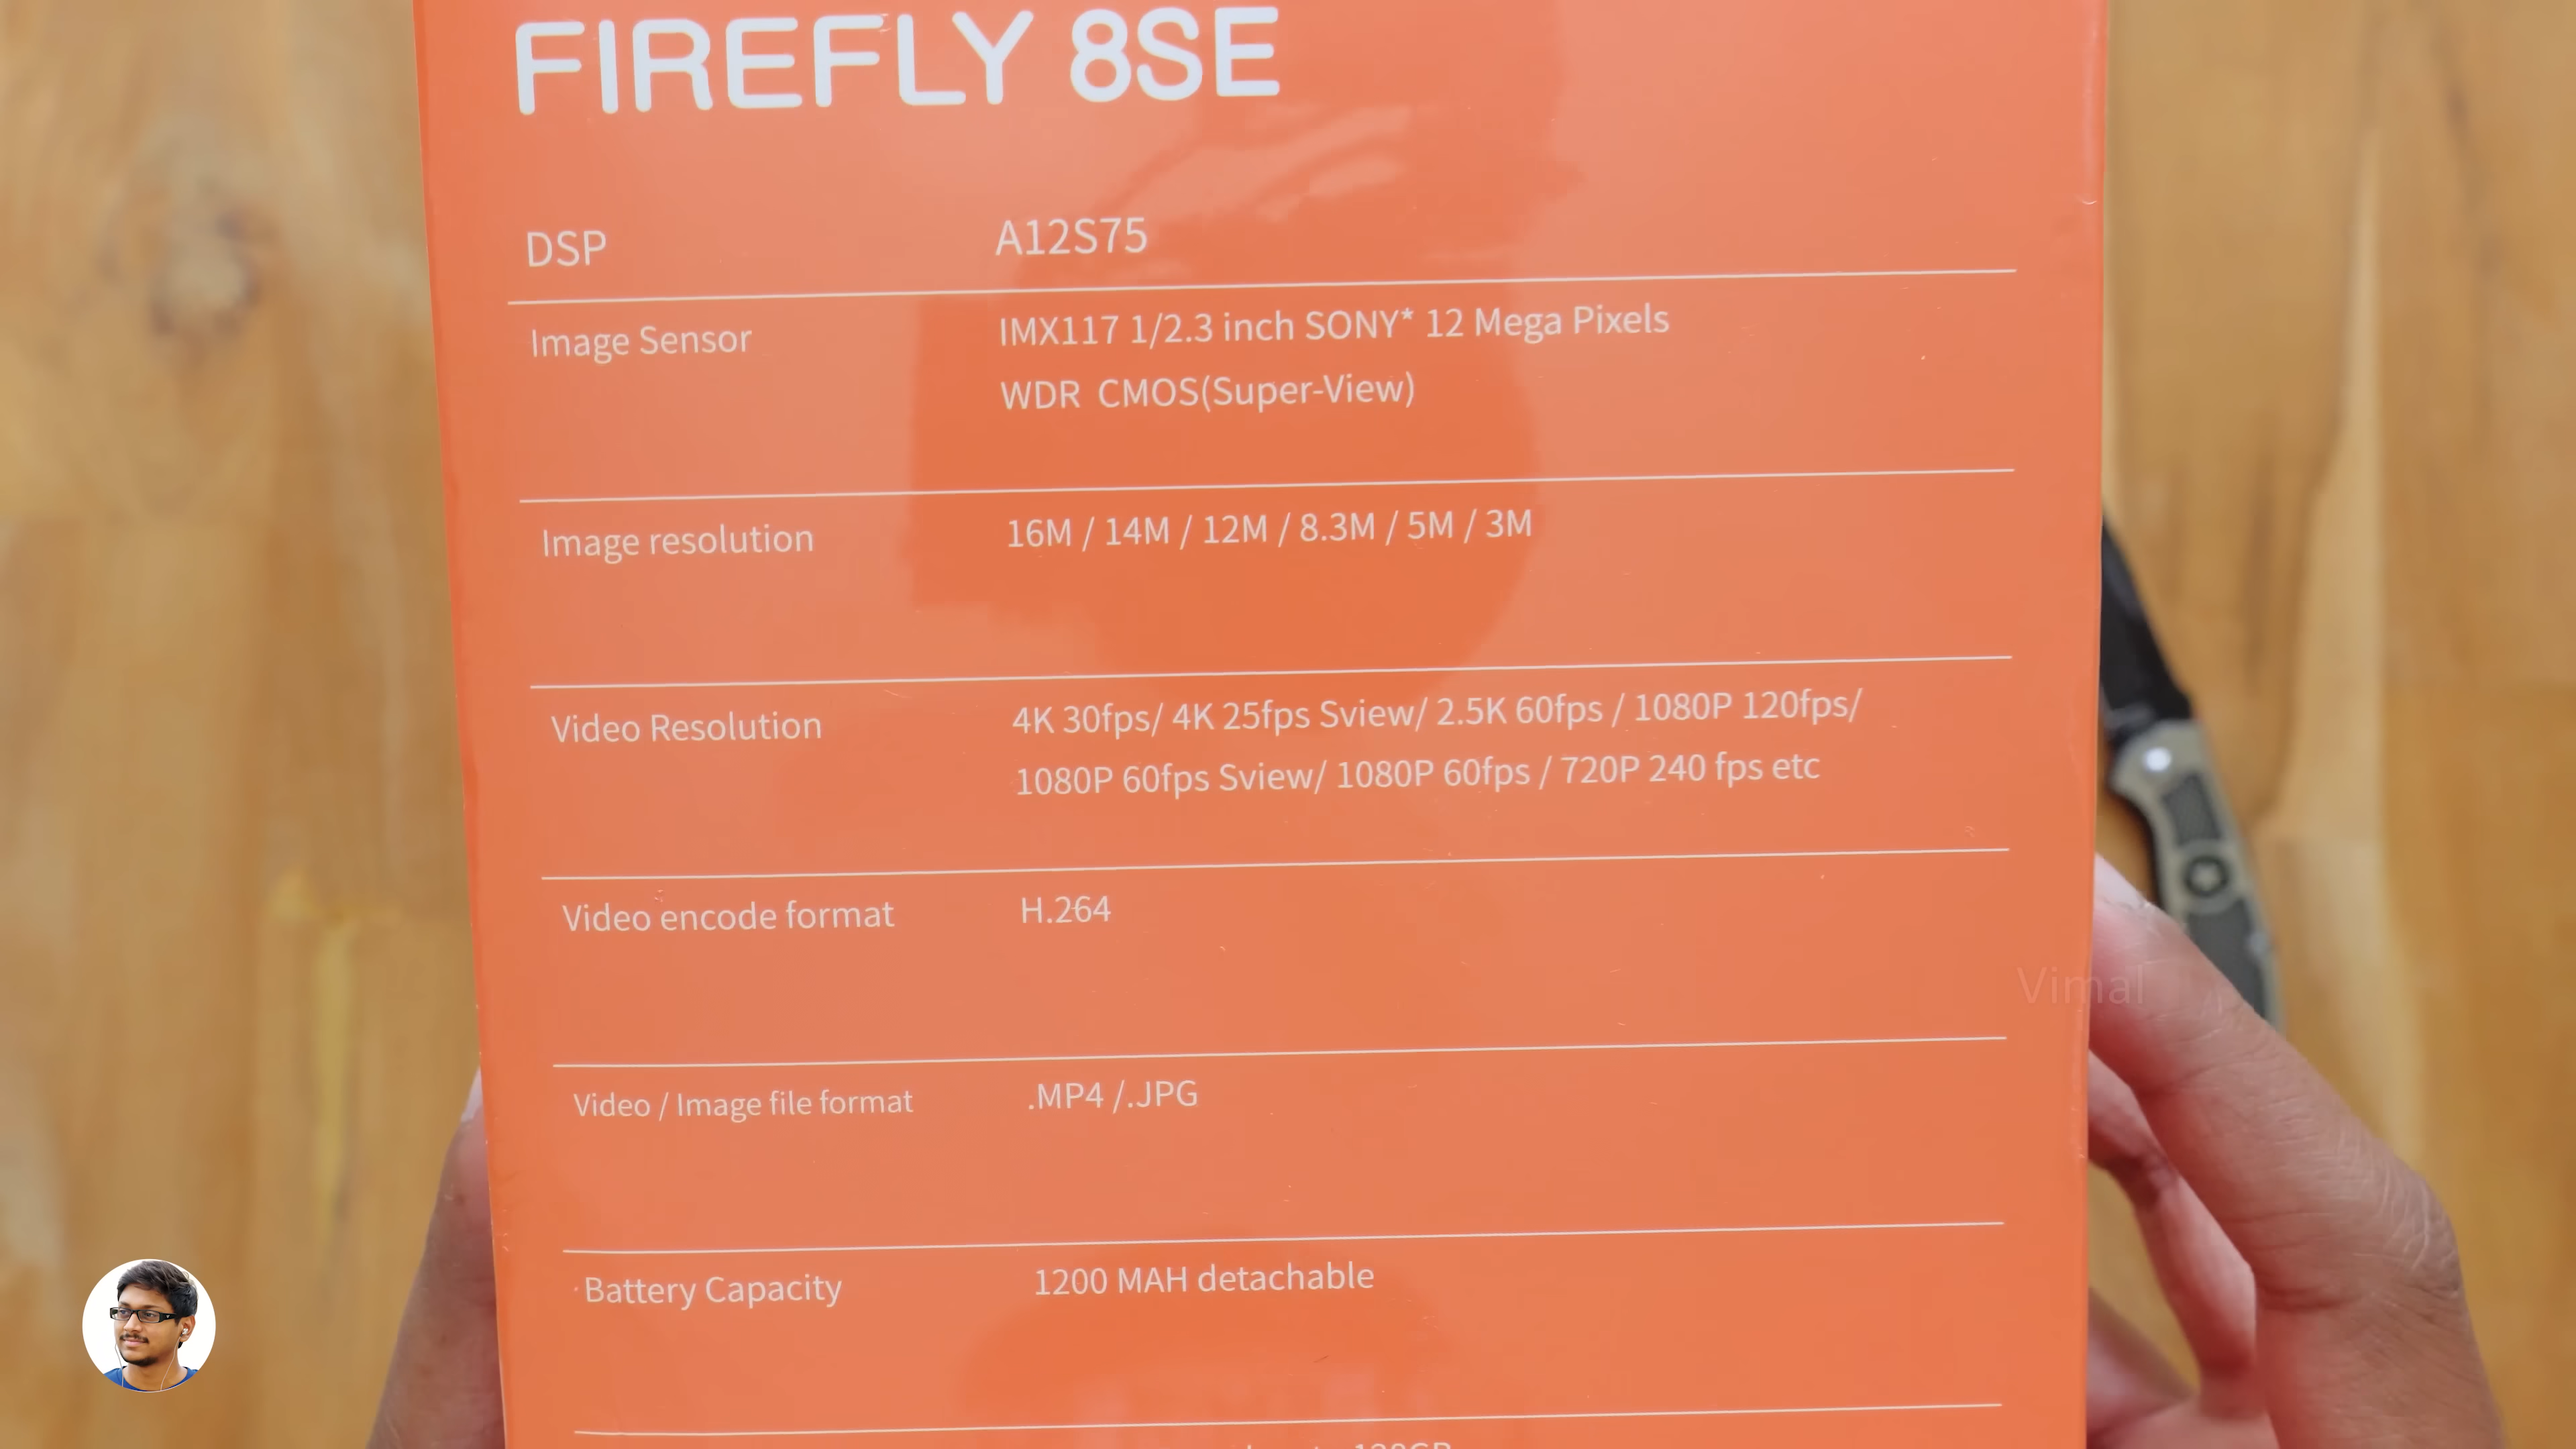 FIREFLY 8SE
DSP A12S75
Image Sensor IMX117 1/2.3 inch SONY* 12 Mega Pixels
WDR CMOS(Super-View)
Image resolution 16M / 14M / 12M / 8.3M / 5M / 3M
Video Resolution 4K 30fps/ 4K 25fps Sview/ 2.5K 60fps / 1080P 120fps/
1080P 60fps Sview/ 1080P 60fps / 720P 240 fps etc
Video encode format H.264
Vimal
Video / Image file format .MP4 /.JPG
Battery Capacity 1200 MAH detachable
128GB